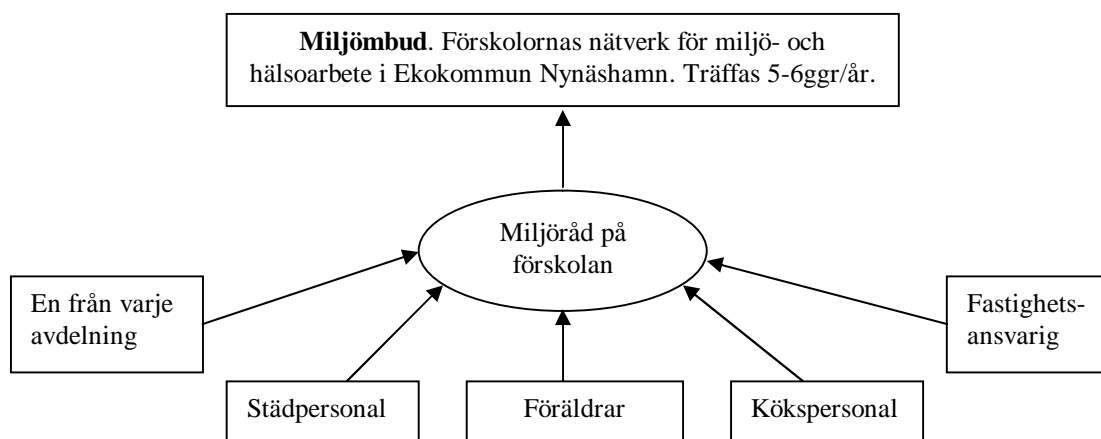 Miljömbud. Förskolornas nätverk för miljö- och
hälsoarbete i Ekokommun Nynäshamn. Träffas 5-6ggr/år.
Miljöråd på
förskolan
En från varje
avdelning
Fastighets-
ansvarig
Städpersonal
Föräldrar
Kökspersonal